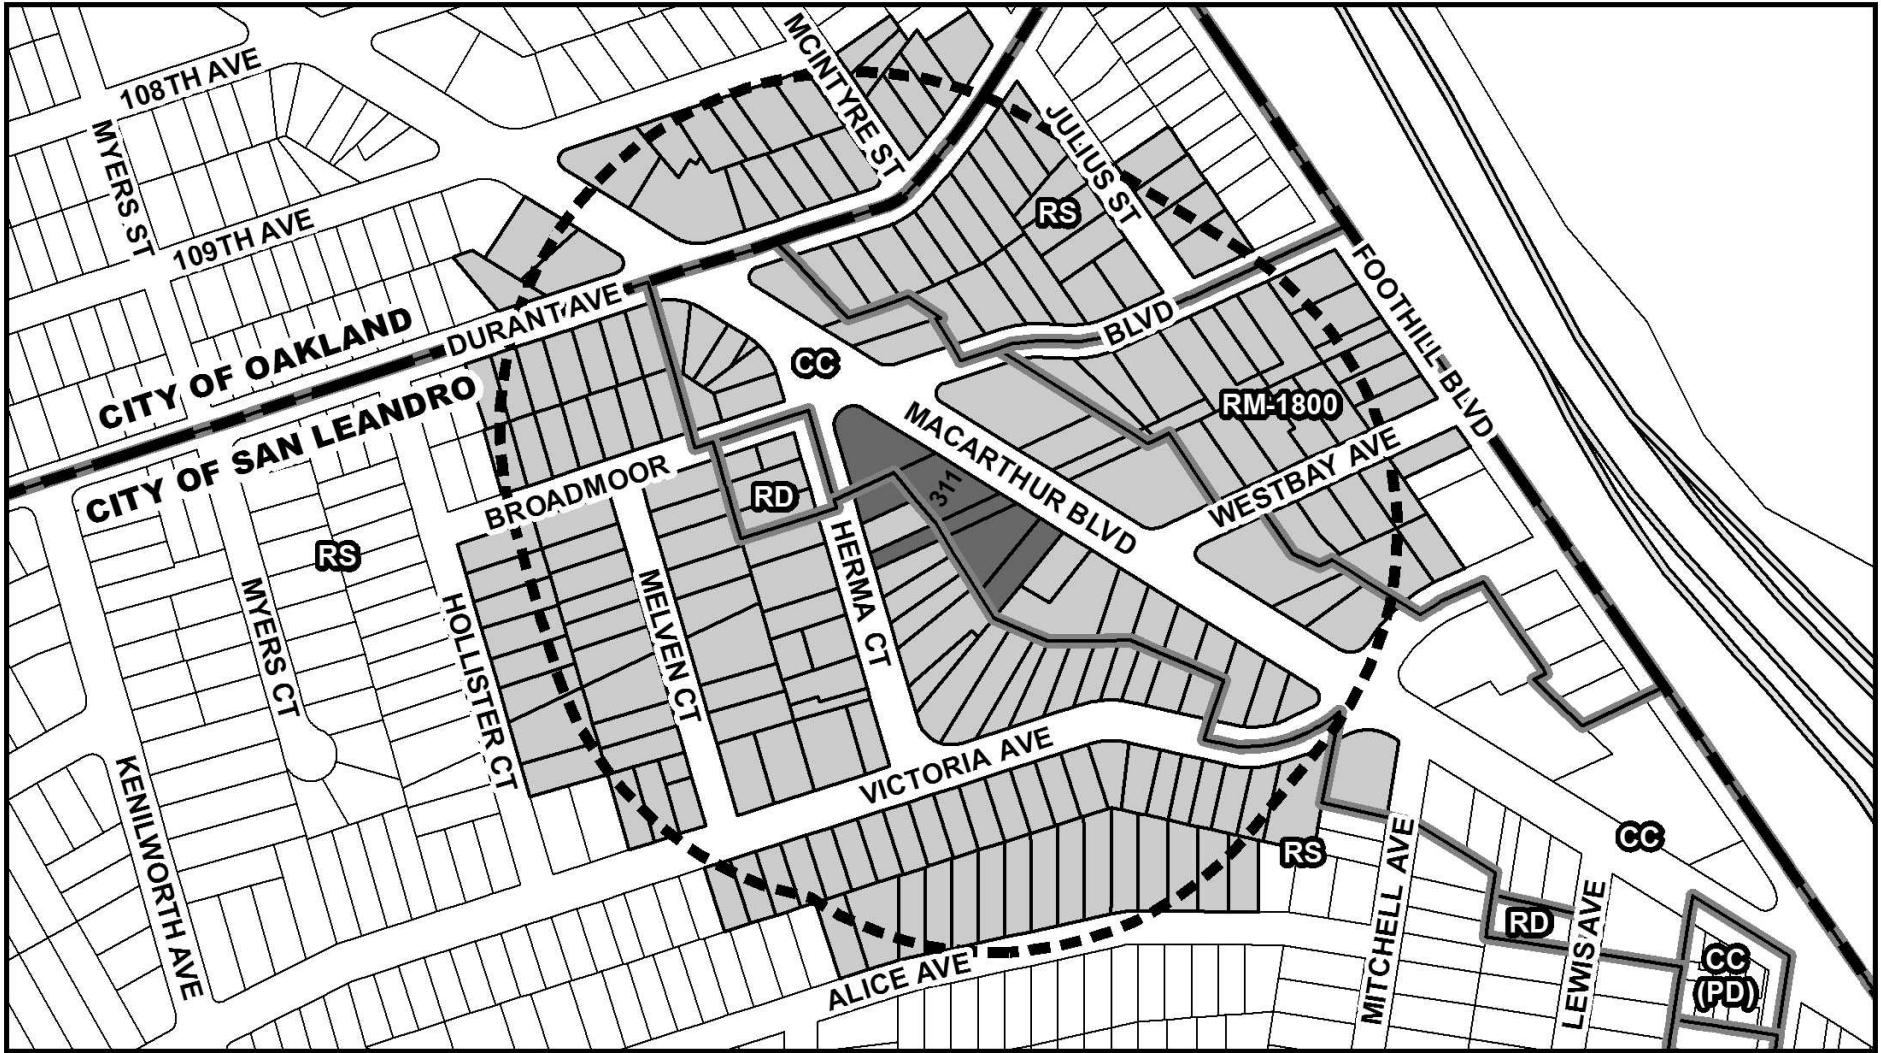 108TH AVE
MCINTYRE ST
MYERS ST
JULIUS ST
RS
109TH AVE
DURANT AVE
CITY OF OAKLAND
CITY OF SAN LEANDRO
FOOTHILL BLVD
BLVD
CC
RM-1800
MACARTHUR BLVD
WESTBAY AVE
BROADMOOR
RD
311
RS
HERMA CT
MELVEN CT
MYERS CT
HOLLISTER CT
VICTORIA AVE
KENILWORTH AVE
CC
RS
MITCHELL AVE
RD
LEWIS AVE
CC
(PD)
ALICE AVE